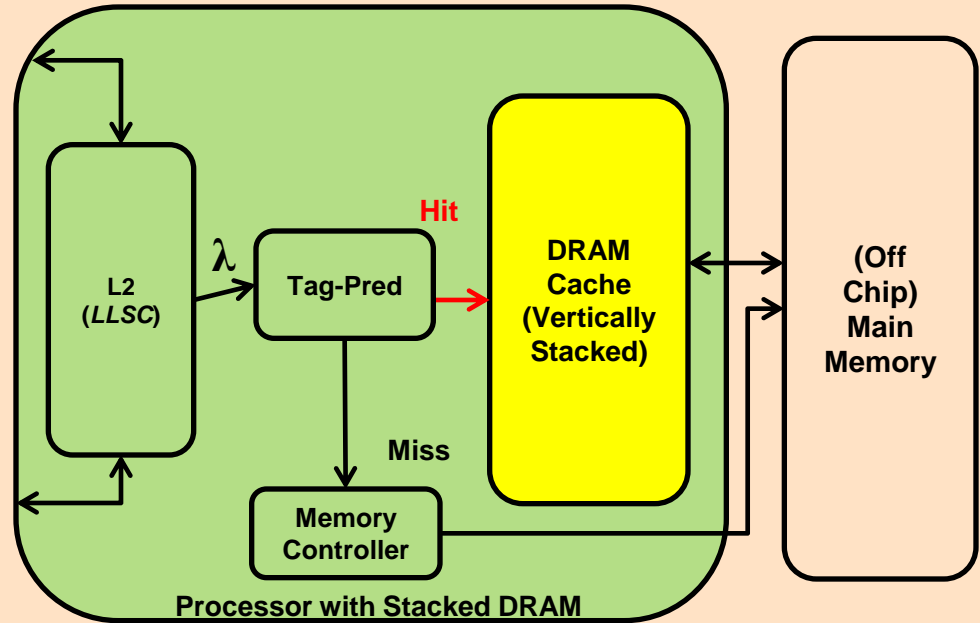 L2
(LLSC)
λ
Tag-Pred
Hit
DRAM
Cache
(Vertically
Stacked)
(Off
Chip)
Main
Memory
Miss
Memory
Controller
Processor with Stacked DRAM